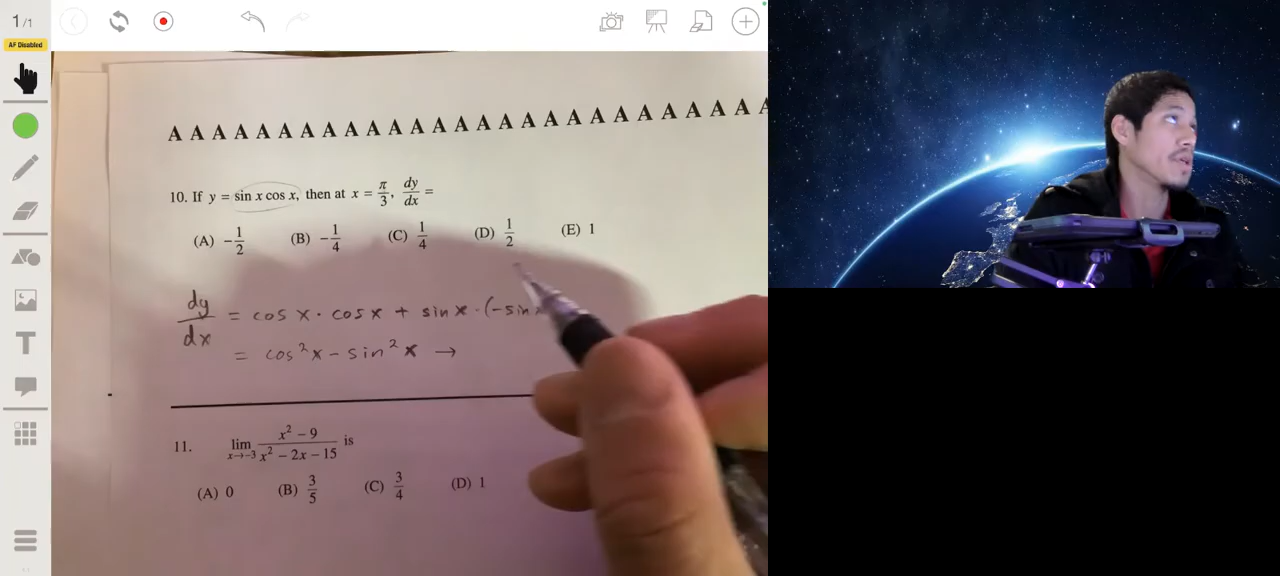 1/1
AF Disabled
A A A A A A A A A A A A A A A A A A A A A A A A A A A A
10. If y = sin x cos x, then at x = π/3, dy/dx =
(A) -1/2 (B) -1/4 (C) 1/4 (D) 1/2 (E) 1
dy/dx = cos x · cos x + sin x · (-sin
= cos²x - sin²x →
11. lim x→-3 (x² - 9)/(x² - 2x - 15) is
(A) 0 (B) 3/5 (C) 3/4 (D) 1
T